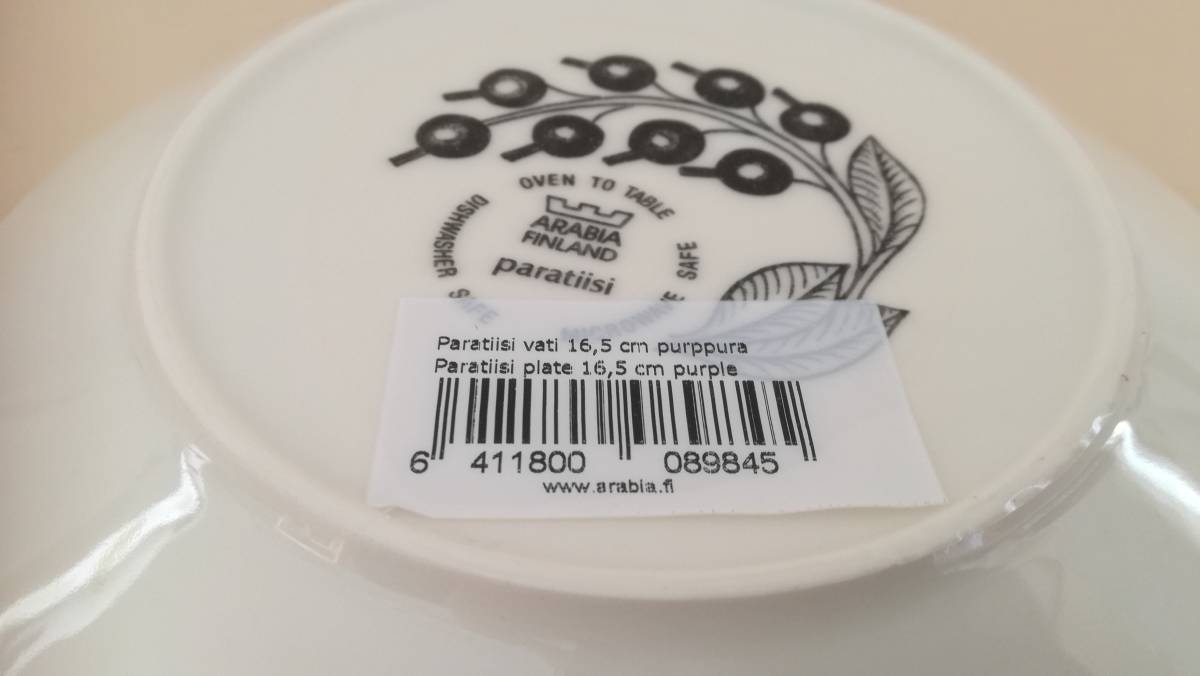 OVEN TO TABLE
DISHWASHER SAFE
MICROWAVE SAFE
ARABIA
FINLAND
paratiisi
Paratiisi vati 16,5 cm purppura
Paratiisi plate 16,5 cm purple
6 411800 089845
www.arabia.fi